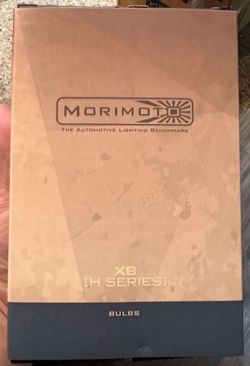 MORIMOTO
THE AUTOMOTIVE LIGHTING BENCHMARK
XB
[H SERIES]
BULBS